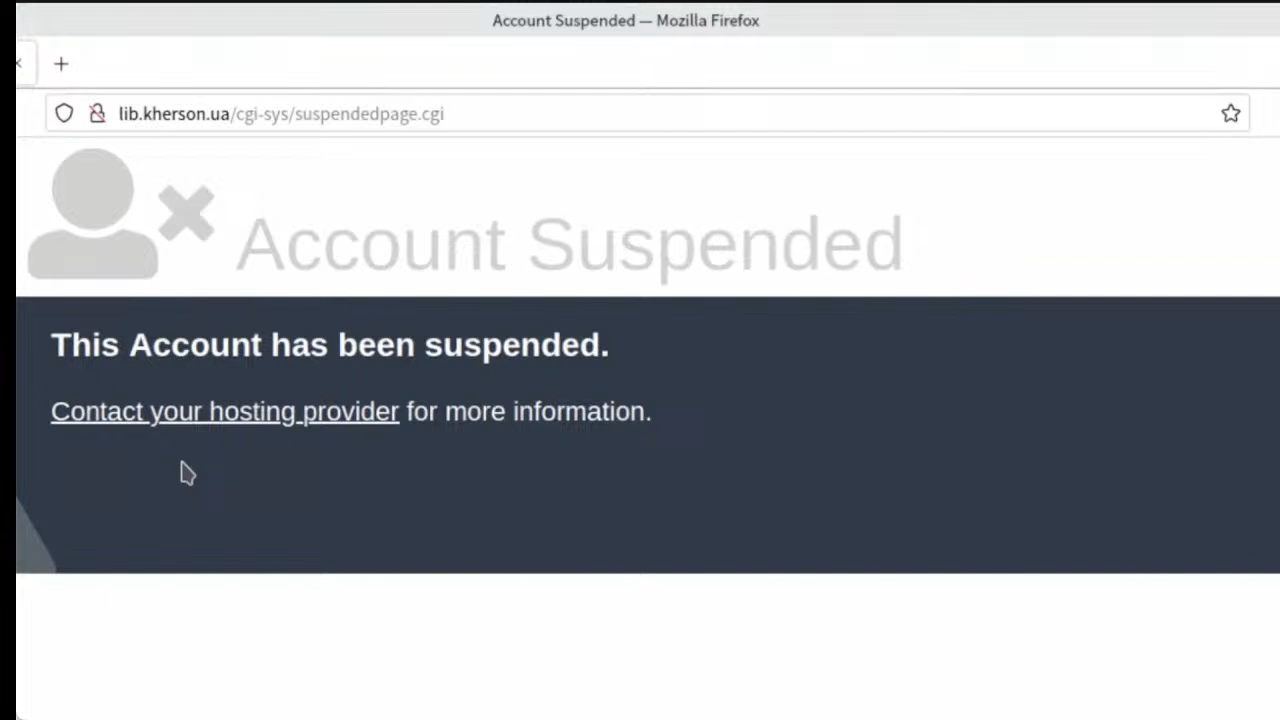 Account Suspended — Mozilla Firefox
lib.kherson.ua/cgi-sys/suspendedpage.cgi
Account Suspended
This Account has been suspended.
Contact your hosting provider for more information.